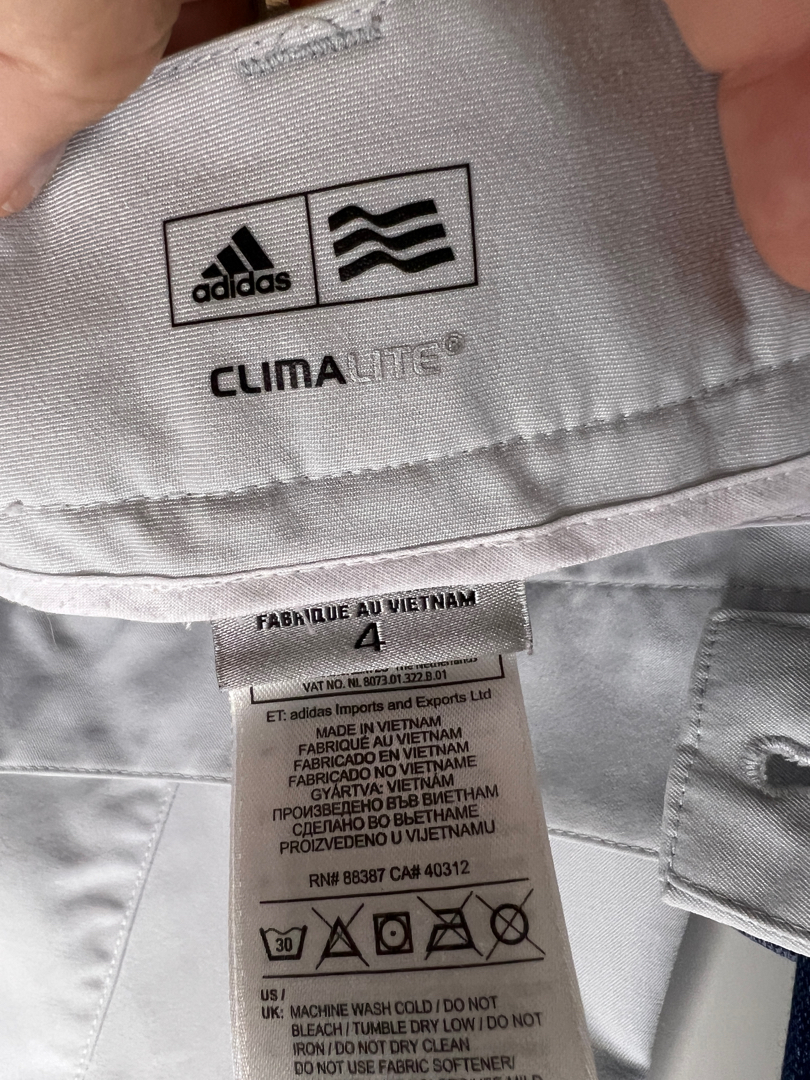 adidas
CLIMALITE®
FABRIQUE AU VIETNAM
4
The Netherlands
VAT NO. NL 8073.01.322.B.01
ET: adidas Imports and Exports Ltd
MADE IN VIETNAM
FABRIQUÉ AU VIETNAM
FABRICADO EN VIETNAM
FABRICADO NO VIETNAME
GYÁRTVA: VIETNÁM
ПРОИЗВЕДЕНО ВЪВ ВИЕТНАМ
СДЕЛАНО ВО ВЬЕТНАМЕ
PROIZVEDENO U VIJETNAMU
RN# 88387 CA# 40312
30
US /
UK: MACHINE WASH COLD / DO NOT
BLEACH / TUMBLE DRY LOW / DO NOT
IRON / DO NOT DRY CLEAN
DO NOT USE FABRIC SOFTENER/